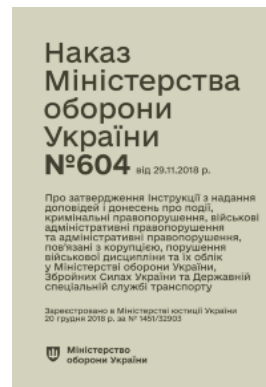 Наказ
Міністерства
оборони
України
№604 від 29.11.2018 р.
Про затвердження Інструкції з надання
доповідей і донесень про події,
кримінальні правопорушення, військові
адміністративні правопорушення
та адміністративні правопорушення,
пов'язані з корупцією, порушення
військової дисципліни та їх облік
у Міністерстві оборони України,
Збройних Силах України та Державній
спеціальній службі транспорту
Зареєстровано в Міністерстві юстиції України
20 грудня 2018 р. за № 1451/32903
Міністерство
оборони України